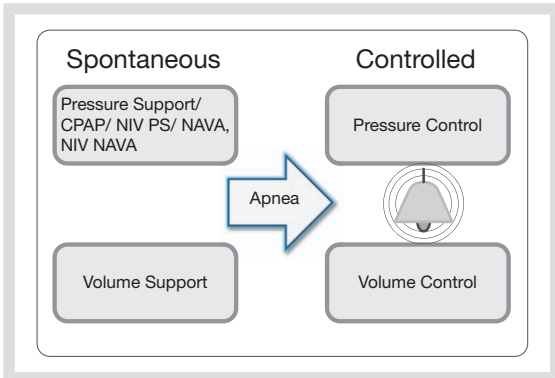 Spontaneous
Controlled
Pressure Support/
CPAP/ NIV PS/ NAVA,
NIV NAVA
Pressure Control
Apnea
Volume Support
Volume Control